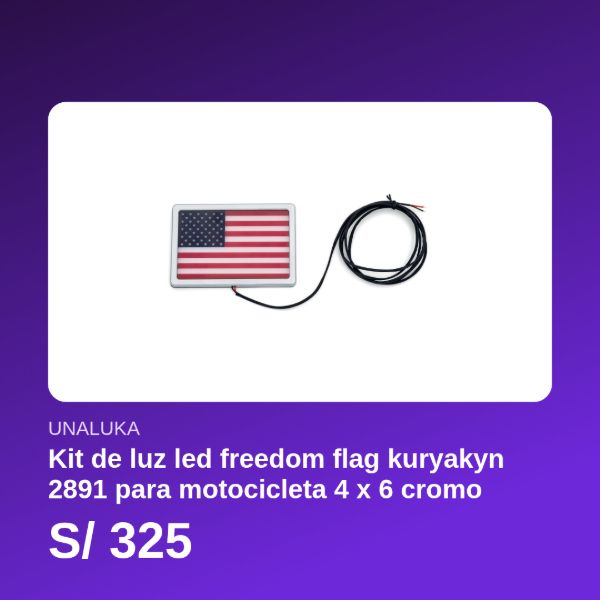 UNALUKA
Kit de luz led freedom flag kuryakyn
2891 para motocicleta 4 x 6 cromo
S/ 325